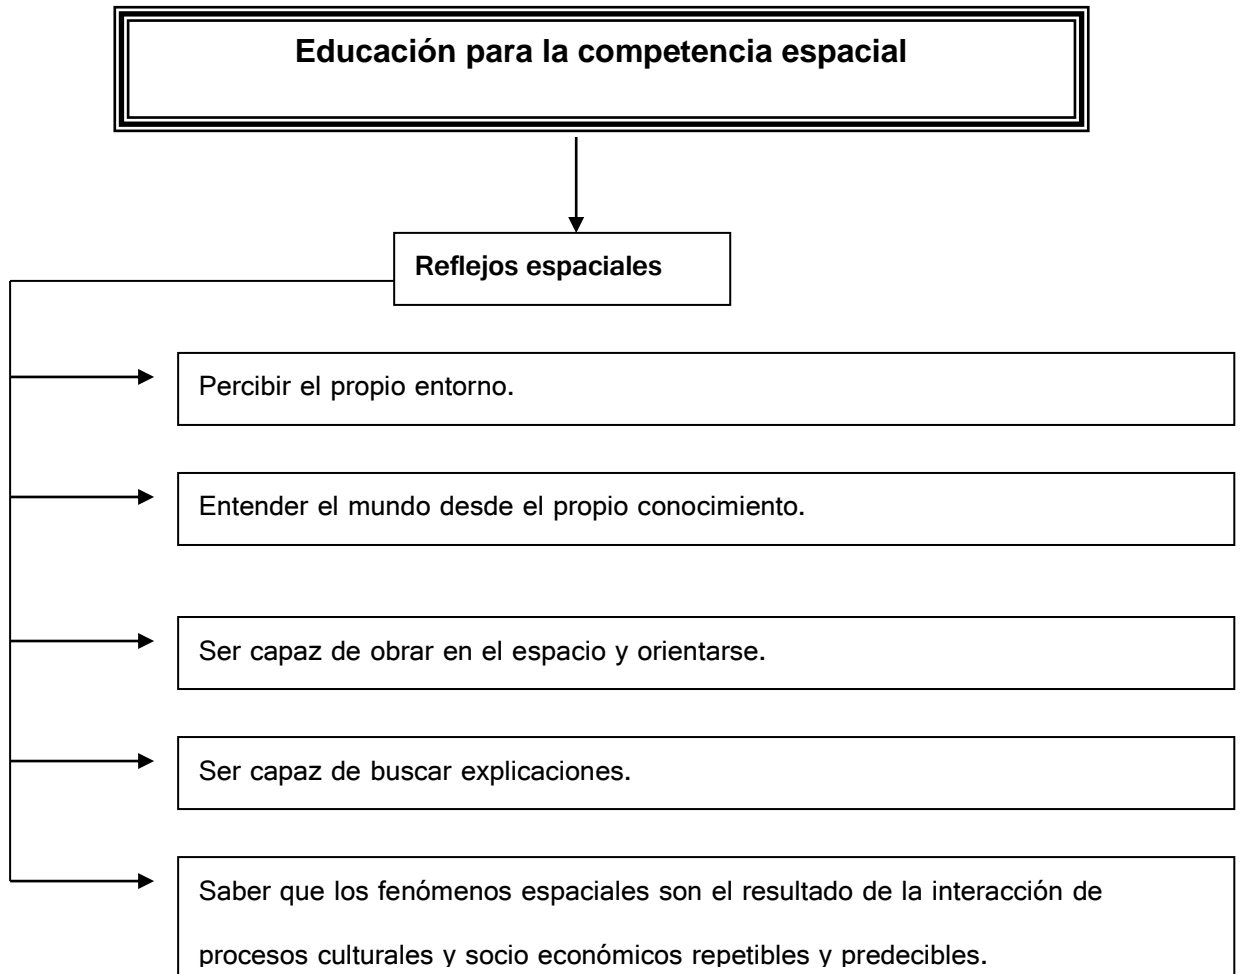 Educación para la competencia espacial
Reflejos espaciales
Percibir el propio entorno.
Entender el mundo desde el propio conocimiento.
Ser capaz de obrar en el espacio y orientarse.
Ser capaz de buscar explicaciones.
Saber que los fenómenos espaciales son el resultado de la interacción de
procesos culturales y socio económicos repetibles y predecibles.